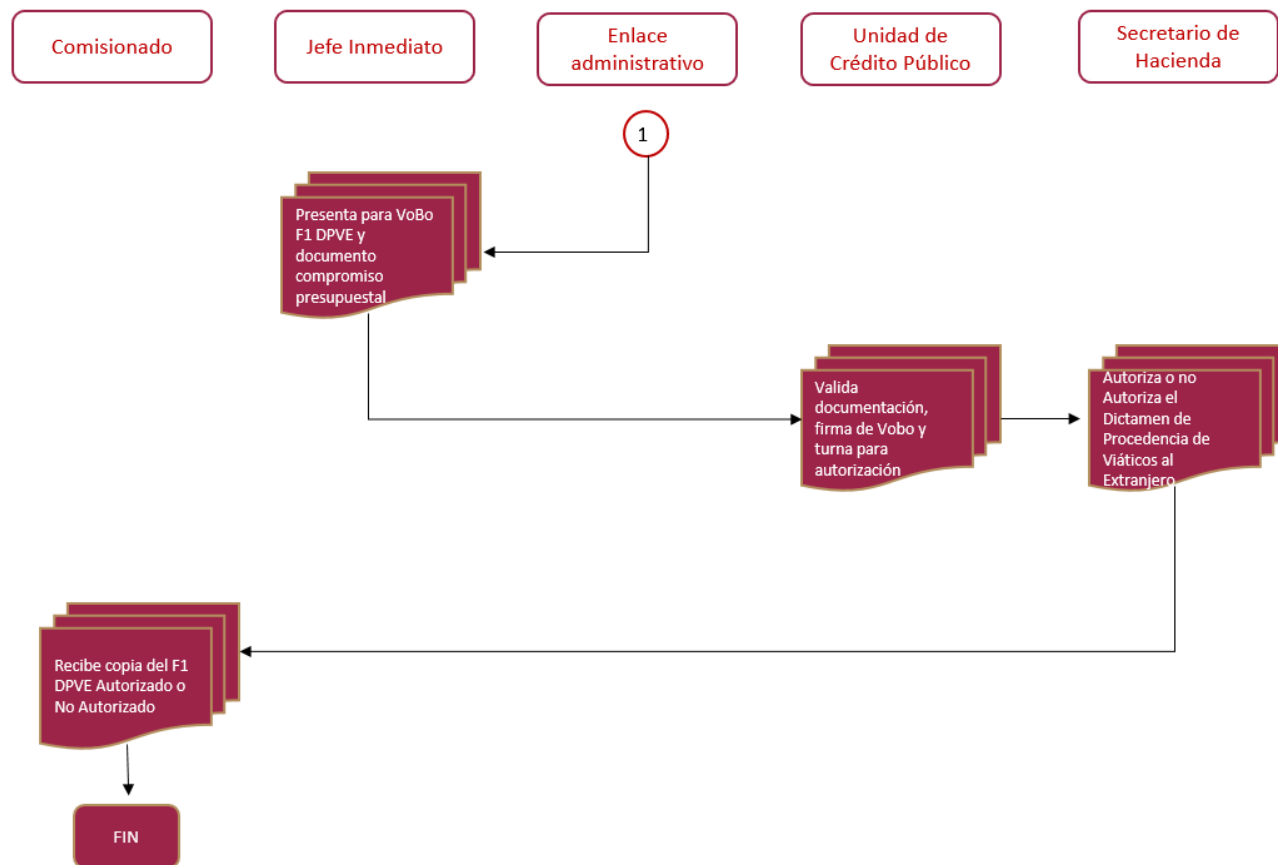 Comisionado
Jefe Inmediato
Enlace
administrativo
Unidad de
Crédito Público
Secretario de
Hacienda
1
Presenta para VoBo
F1 DPVE y
documento
compromiso
presupuestal
Valida
documentación,
firma de Vobo y
turna para
autorización
Autoriza o no
Autoriza el
Dictamen de
Procedencia de
Viáticos al
Extranjero
Recibe copia del F1
DPVE Autorizado o
No Autorizado
FIN